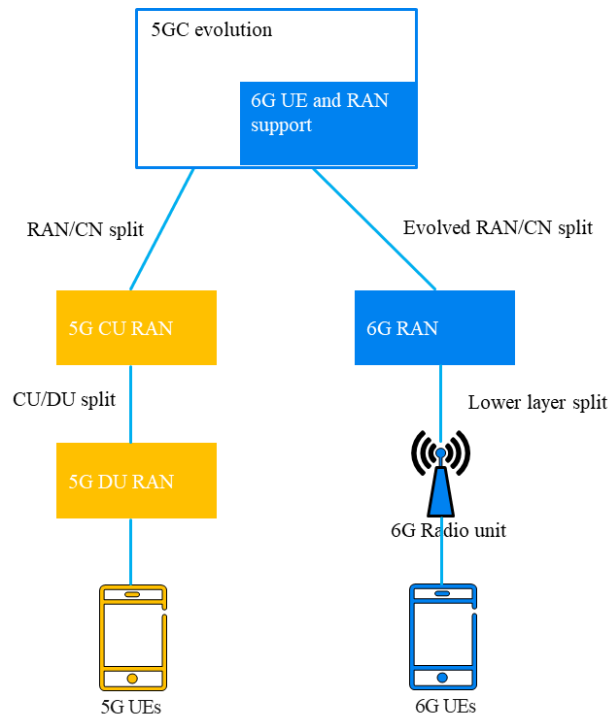 5GC evolution
6G UE and RAN
support
RAN/CN split
Evolved RAN/CN split
5G CU RAN
6G RAN
CU/DU split
Lower layer split
5G DU RAN
6G Radio unit
5G UEs
6G UEs